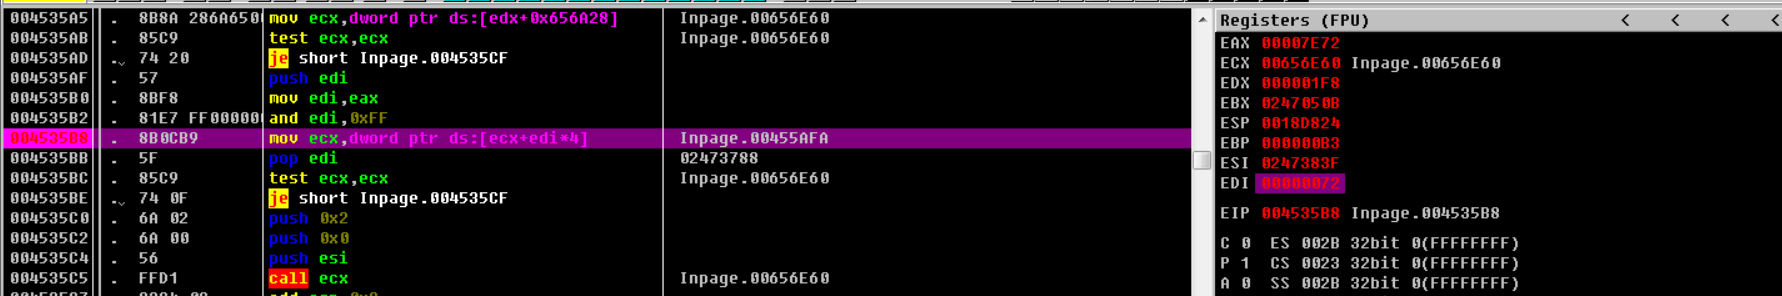 004535A5 . 8B8A 286A650 mov ecx,dword ptr ds:[edx+0x656A28] Inpage.00656E60
004535AB . 85C9 test ecx,ecx Inpage.00656E60
004535AD . 74 20 je short Inpage.004535CF
004535AF . 57 push edi
004535B0 . 8BF8 mov edi,eax
004535B2 . 81E7 FF00000 and edi,0xFF
004535B8 . 8B0CB9 mov ecx,dword ptr ds:[ecx+edi*4] Inpage.00455AFA
004535BB . 5F pop edi 02473788
004535BC . 85C9 test ecx,ecx Inpage.00656E60
004535BE . 74 0F je short Inpage.004535CF
004535C0 . 6A 02 push 0x2
004535C2 . 6A 00 push 0x0
004535C4 . 56 push esi
004535C5 . FFD1 call ecx Inpage.00656E60
Registers (FPU) < < < <
EAX 00007E72
ECX 00656E60 Inpage.00656E60
EDX 000001F8
EBX 0247050B
ESP 0018D824
EBP 000000B3
ESI 0247383F
EDI 00000072
EIP 004535B8 Inpage.004535B8
C 0 ES 002B 32bit 0(FFFFFFFF)
P 1 CS 0023 32bit 0(FFFFFFFF)
A 0 SS 002B 32bit 0(FFFFFFFF)